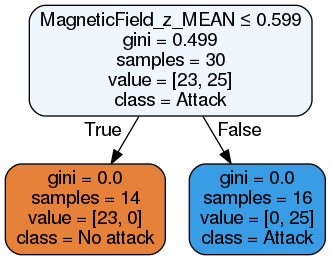 MagneticField_z_MEAN ≤ 0.599
gini = 0.499
samples = 30
value = [23, 25]
class = Attack
True
False
gini = 0.0
samples = 14
value = [23, 0]
class = No attack
gini = 0.0
samples = 16
value = [0, 25]
class = Attack